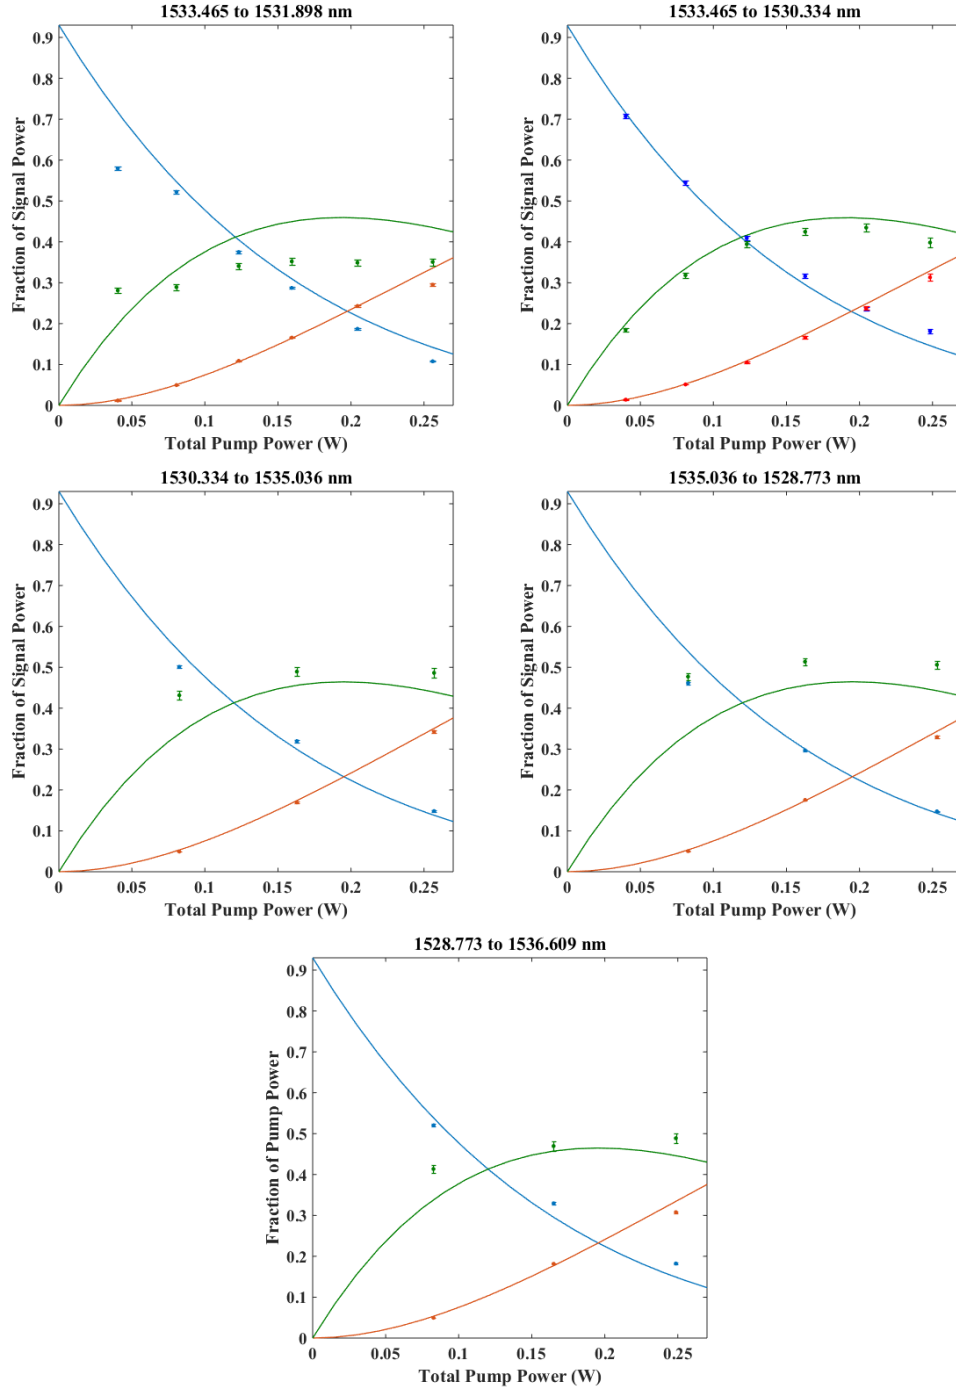 1533.465 to 1531.898 nm
0.9
0.8
0.7
0.6
0.5
0.4
0.3
0.2
0.1
0
Fraction of Signal Power
0 0.05 0.1 0.15 0.2 0.25
Total Pump Power (W)
1533.465 to 1530.334 nm
0.9
0.8
0.7
0.6
0.5
0.4
0.3
0.2
0.1
0
Fraction of Signal Power
0 0.05 0.1 0.15 0.2 0.25
Total Pump Power (W)
1530.334 to 1535.036 nm
0.9
0.8
0.7
0.6
0.5
0.4
0.3
0.2
0.1
0
Fraction of Signal Power
0 0.05 0.1 0.15 0.2 0.25
Total Pump Power (W)
1535.036 to 1528.773 nm
0.9
0.8
0.7
0.6
0.5
0.4
0.3
0.2
0.1
0
Fraction of Signal Power
0 0.05 0.1 0.15 0.2 0.25
Total Pump Power (W)
1528.773 to 1536.609 nm
0.9
0.8
0.7
0.6
0.5
0.4
0.3
0.2
0.1
0
Fraction of Pump Power
0 0.05 0.1 0.15 0.2 0.25
Total Pump Power (W)